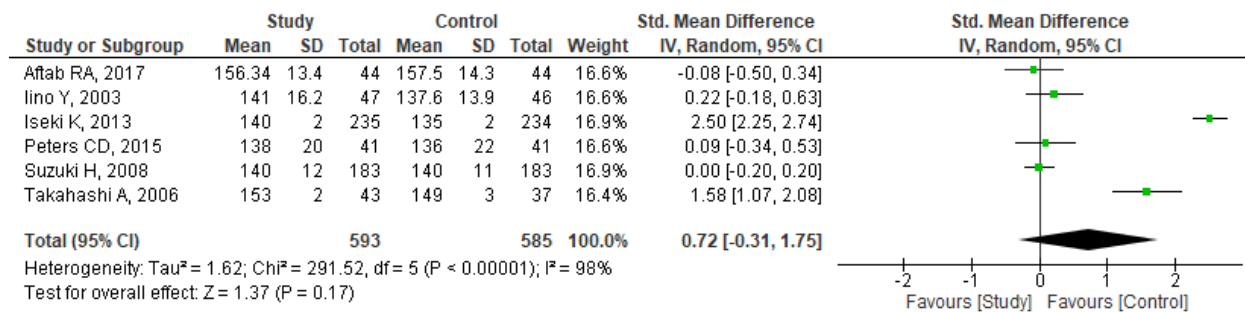 Study Control Std. Mean Difference Std. Mean Difference
Study or Subgroup Mean SD Total Mean SD Total Weight IV, Random, 95% CI IV, Random, 95% CI
Aftab RA, 2017 156.34 13.4 44 157.5 14.3 44 16.6% -0.08 [-0.50, 0.34]
Iino Y, 2003 141 16.2 47 137.6 13.9 46 16.6% 0.22 [-0.18, 0.63]
Iseki K, 2013 140 2 235 135 2 234 16.9% 2.50 [2.25, 2.74]
Peters CD, 2015 138 20 41 136 22 41 16.6% 0.09 [-0.34, 0.53]
Suzuki H, 2008 140 12 183 140 11 183 16.9% 0.00 [-0.20, 0.20]
Takahashi A, 2006 153 2 43 149 3 37 16.4% 1.58 [1.07, 2.08]
Total (95% CI) 593 585 100.0% 0.72 [-0.31, 1.75]
Heterogeneity: Tau² = 1.62; Chi² = 291.52, df = 5 (P < 0.00001); I² = 98%
Test for overall effect: Z = 1.37 (P = 0.17)
-2 -1 0 1 2
Favours [Study] Favours [Control]